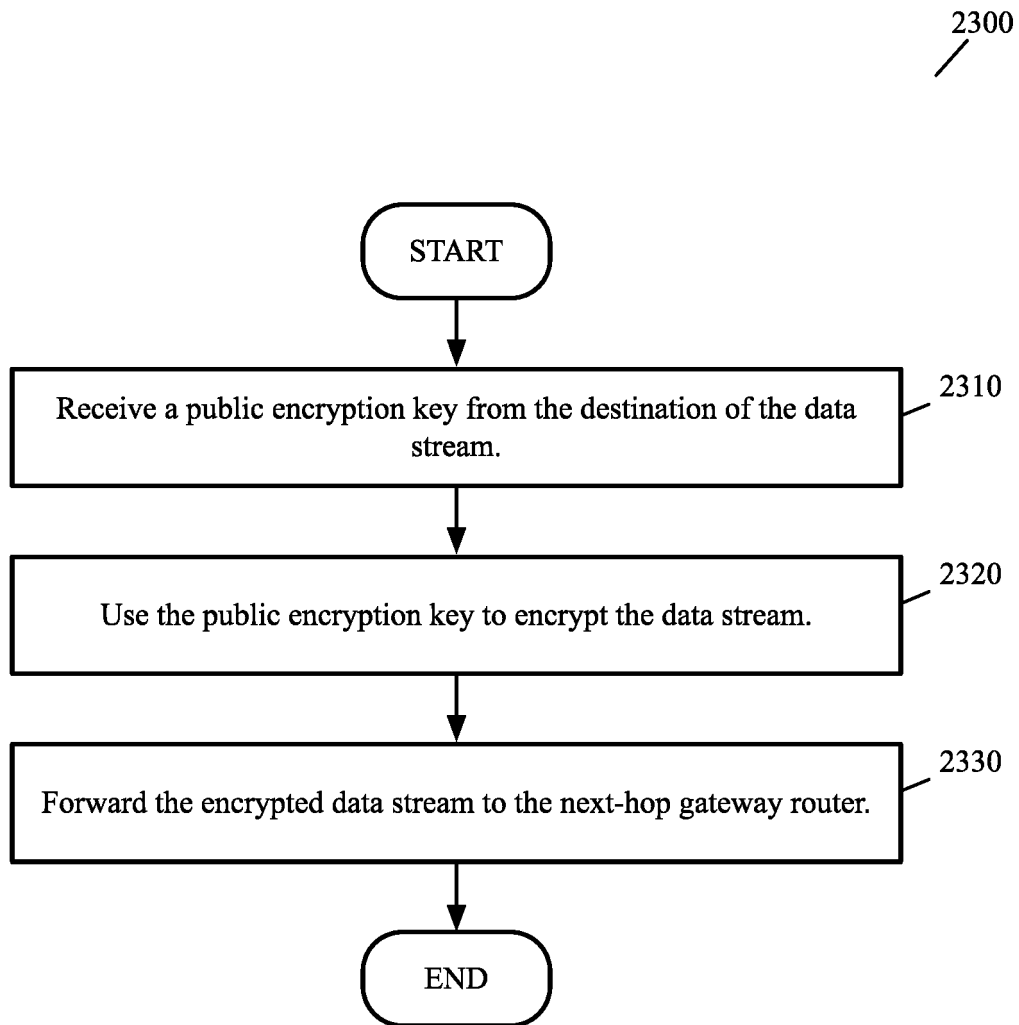 2300
START
2310
Receive a public encryption key from the destination of the data
stream.
2320
Use the public encryption key to encrypt the data stream.
2330
Forward the encrypted data stream to the next-hop gateway router.
END